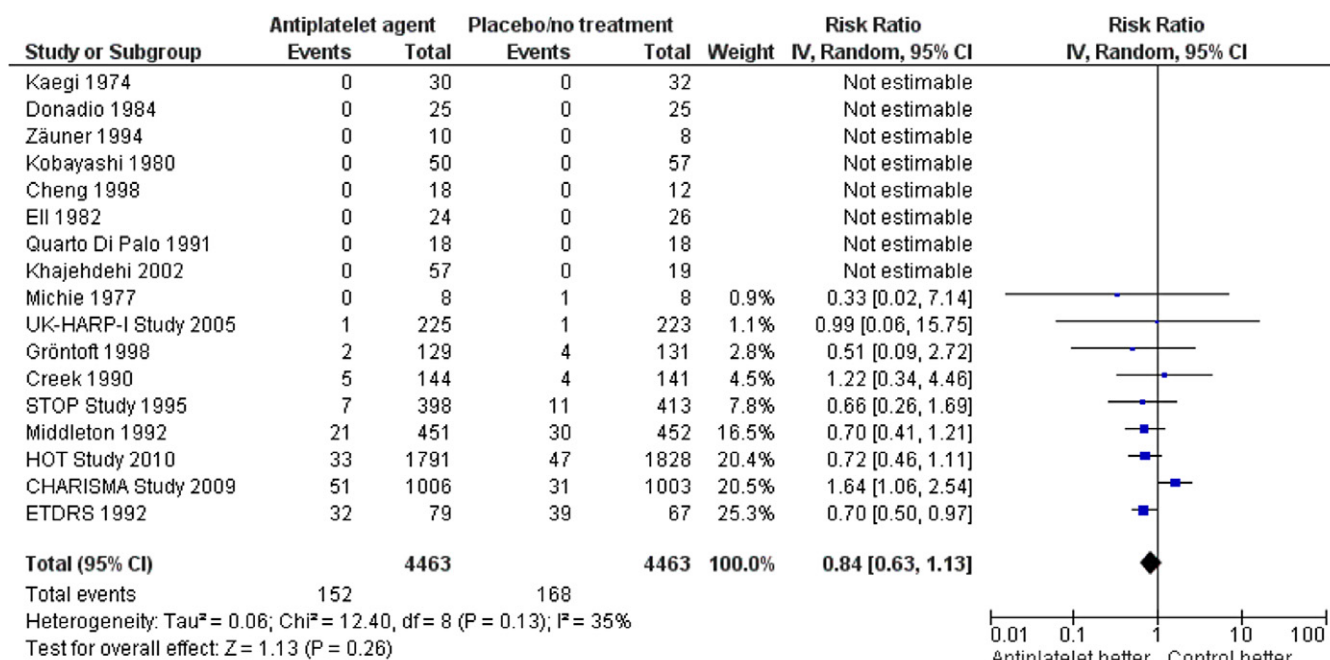 Antiplatelet agent Placebo/no treatment Risk Ratio Risk Ratio
Study or Subgroup Events Total Events Total Weight IV, Random, 95% CI IV, Random, 95% CI
Kaegi 1974 0 30 0 32 Not estimable
Donadio 1984 0 25 0 25 Not estimable
Zäuner 1994 0 10 0 8 Not estimable
Kobayashi 1980 0 50 0 57 Not estimable
Cheng 1998 0 18 0 12 Not estimable
Ell 1982 0 24 0 26 Not estimable
Quarto Di Palo 1991 0 18 0 18 Not estimable
Khajehdehi 2002 0 57 0 19 Not estimable
Michie 1977 0 8 1 8 0.9% 0.33 [0.02, 7.14]
UK-HARP-I Study 2005 1 225 1 223 1.1% 0.99 [0.06, 15.75]
Gröntoft 1998 2 129 4 131 2.8% 0.51 [0.09, 2.72]
Creek 1990 5 144 4 141 4.5% 1.22 [0.34, 4.46]
STOP Study 1995 7 398 11 413 7.8% 0.66 [0.26, 1.69]
Middleton 1992 21 451 30 452 16.5% 0.70 [0.41, 1.21]
HOT Study 2010 33 1791 47 1828 20.4% 0.72 [0.46, 1.11]
CHARISMA Study 2009 51 1006 31 1003 20.5% 1.64 [1.06, 2.54]
ETDRS 1992 32 79 39 67 25.3% 0.70 [0.50, 0.97]
Total (95% CI) 4463 4463 100.0% 0.84 [0.63, 1.13]
Total events 152 168
Heterogeneity: Tau² = 0.06; Chi² = 12.40, df = 8 (P = 0.13); I² = 35%
Test for overall effect: Z = 1.13 (P = 0.26)
0.01 0.1 1 10 100
Antiplatelet better Control better